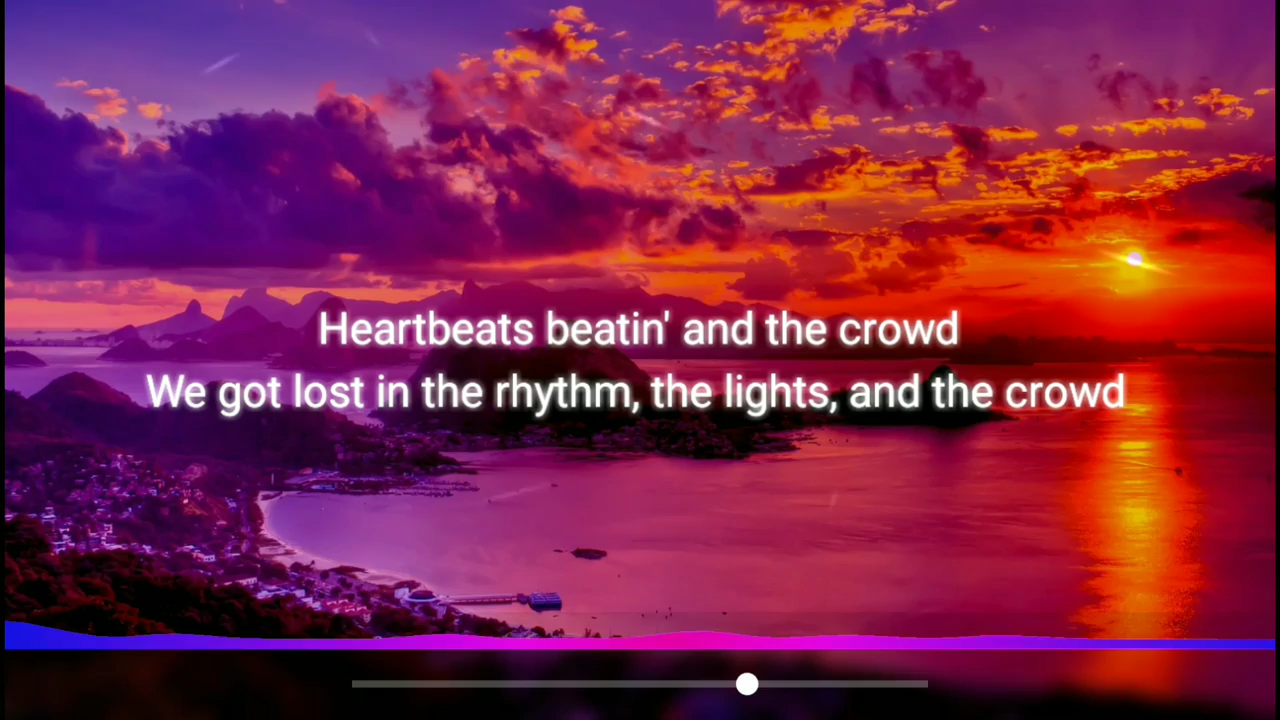 Heartbeats beatin' and the crowd
We got lost in the rhythm, the lights, and the crowd